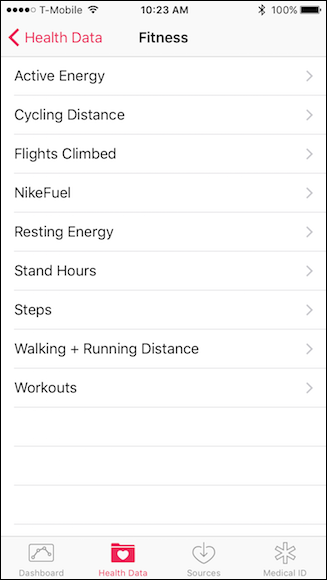 T-Mobile 10:23 AM 100%
Health Data Fitness
Active Energy
Cycling Distance
Flights Climbed
NikeFuel
Resting Energy
Stand Hours
Steps
Walking + Running Distance
Workouts
Dashboard Health Data Sources Medical ID